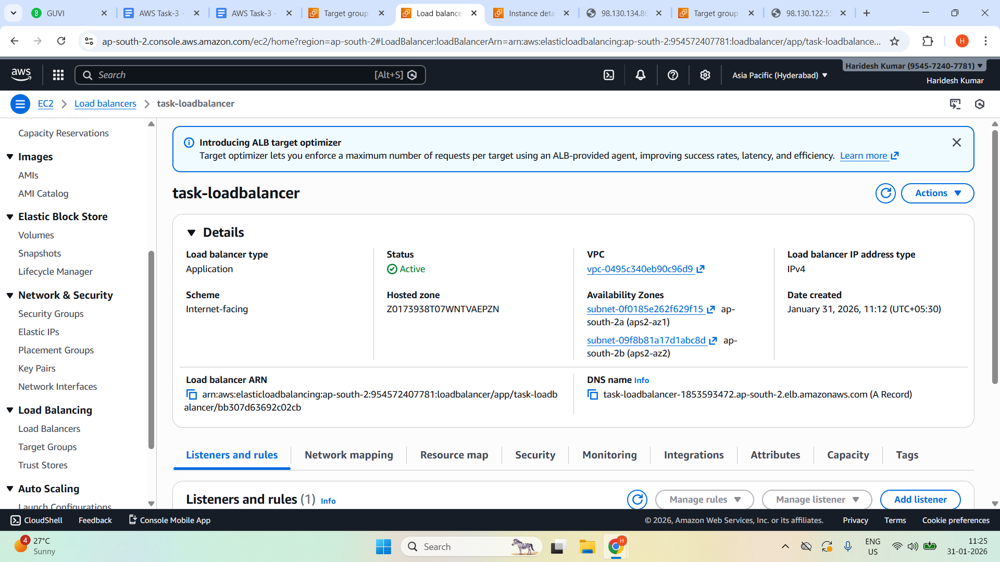 GUVI
AWS Task-3 -
AWS Task-3 -
Target group
Load balance
Instance deta
98.130.134.86
Target group
98.130.122.55
ap-south-2.console.aws.amazon.com/ec2/home?region=ap-south-2#LoadBalancer:loadBalancerArn=arn:aws:elasticloadbalancing:ap-south-2:954572407781:loadbalancer/app/task-loadbalance...
H
aws
Search
[Alt+S]
Asia Pacific (Hyderabad)
Haridesh Kumar (9545-7240-7781)
Haridesh Kumar
EC2
Load balancers
task-loadbalancer
Capacity Reservations
Images
AMIs
AMI Catalog
Elastic Block Store
Volumes
Snapshots
Lifecycle Manager
Network & Security
Security Groups
Elastic IPs
Placement Groups
Key Pairs
Network Interfaces
Load Balancing
Load Balancers
Target Groups
Trust Stores
Auto Scaling
Launch Configurations
Introducing ALB target optimizer
Target optimizer lets you enforce a maximum number of requests per target using an ALB-provided agent, improving success rates, latency, and efficiency. Learn more
task-loadbalancer
Actions
Details
Load balancer type
Application
Status
Active
VPC
vpc-0495c340eb90c96d9
Load balancer IP address type
IPv4
Scheme
Internet-facing
Hosted zone
Z0173938T07WNTVAEPZN
Availability Zones
subnet-0f0185e262f629f15 ap-
south-2a (aps2-az1)
subnet-09f8b81a17d1abc8d ap-
south-2b (aps2-az2)
Date created
January 31, 2026, 11:12 (UTC+05:30)
Load balancer ARN
arn:aws:elasticloadbalancing:ap-south-2:954572407781:loadbalancer/app/task-loadb
alancer/bb307d63692c02cb
DNS name Info
task-loadbalancer-1853593472.ap-south-2.elb.amazonaws.com (A Record)
Listeners and rules
Network mapping
Resource map
Security
Monitoring
Integrations
Attributes
Capacity
Tags
Listeners and rules (1) Info
Manage rules
Manage listener
Add listener
CloudShell
Feedback
Console Mobile App
© 2026, Amazon Web Services, Inc. or its affiliates.
Privacy
Terms
Cookie preferences
4
27°C
Sunny
Search
H
ENG
US
11:25
31-01-2026